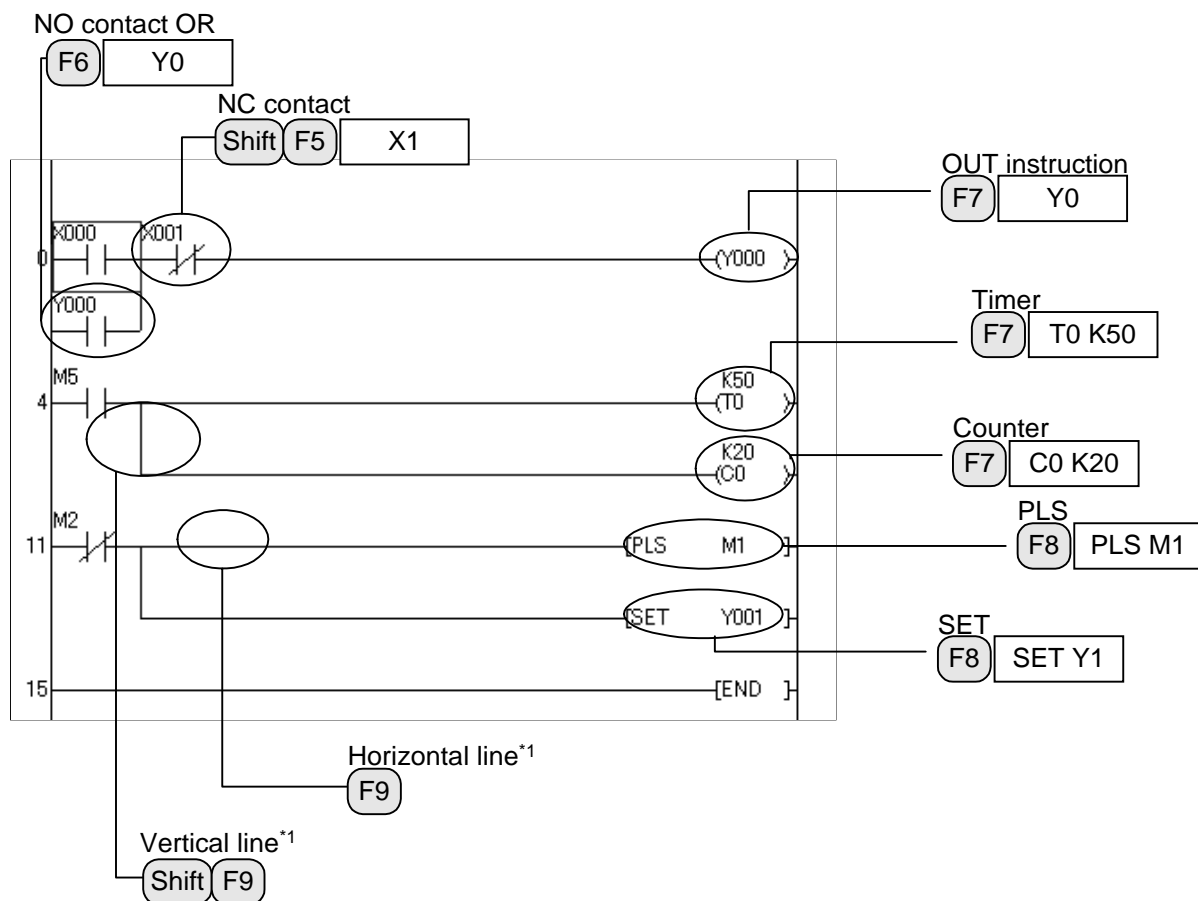 NO contact OR
F6 Y0
NC contact
Shift F5 X1
OUT instruction
F7 Y0
X000 X001
0 (Y000 )
Y000
Timer
F7 T0 K50
M5 K50
4 (T0 )
Counter
F7 C0 K20
K20
(C0 )
PLS
F8 PLS M1
M2
11 [PLS M1 ]
SET
F8 SET Y1
[SET Y001 ]
15 [END ]
Horizontal line*1
F9
Vertical line*1
Shift F9